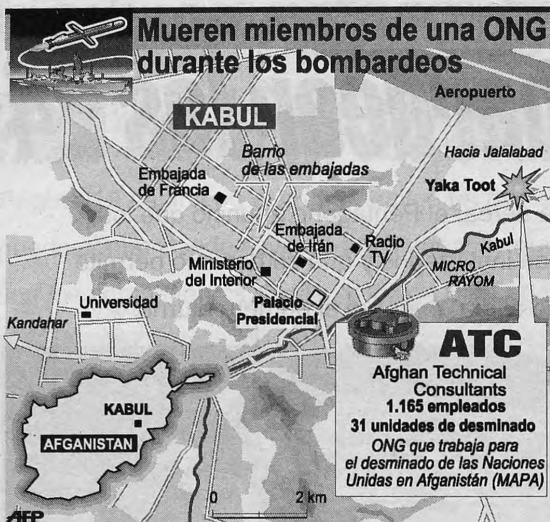 Mueren miembros de una ONG
durante los bombardeos
Aeropuerto
KABUL
Barrio
de las embajadas
Hacia Jalalabad
Embajada
de Francia
Yaka Toot
Embajada
de Irán
Radio
TV
Kabul
Ministerio
del Interior
MICRO
RAYOM
Universidad
Palacio
Presidencial
Kandahar
ATC
Afghan Technical
Consultants
1.165 empleados
31 unidades de desminado
ONG que trabaja para
el desminado de las Naciones
Unidas en Afganistán (MAPA)
KABUL
AFGANISTAN
0 2 km
AFP